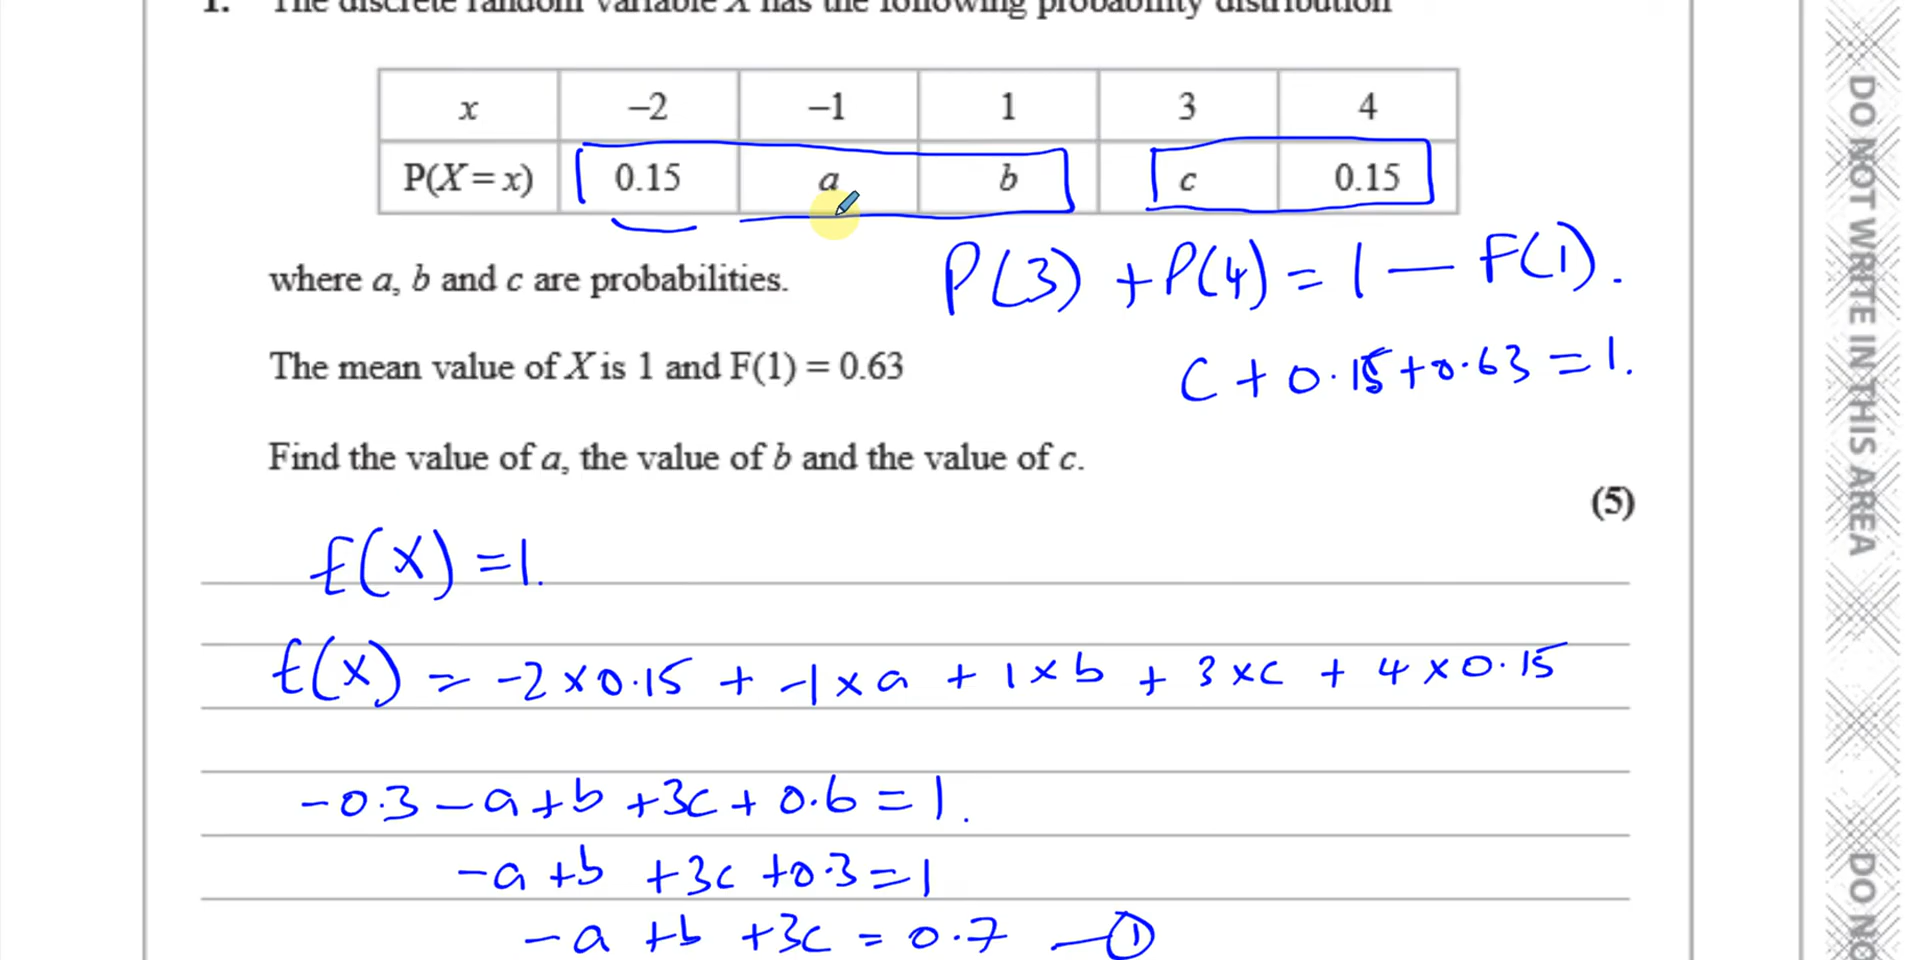 1. The discrete random variable X has the following probability distribution
x −2 −1 1 3 4
P(X = x) 0.15 a b c 0.15
where a, b and c are probabilities.
P(3) + P(4) = 1 − F(1).
The mean value of X is 1 and F(1) = 0.63
c + 0.15 + 0.63 = 1.
Find the value of a, the value of b and the value of c.
(5)
E(X) = 1.
E(X) = -2 × 0.15 + -1 × a + 1 × b + 3 × c + 4 × 0.15
-0.3 - a + b + 3c + 0.6 = 1.
-a + b + 3c + 0.3 = 1
-a + b + 3c = 0.7 — ①
DO NOT WRITE IN THIS AREA
DO NO